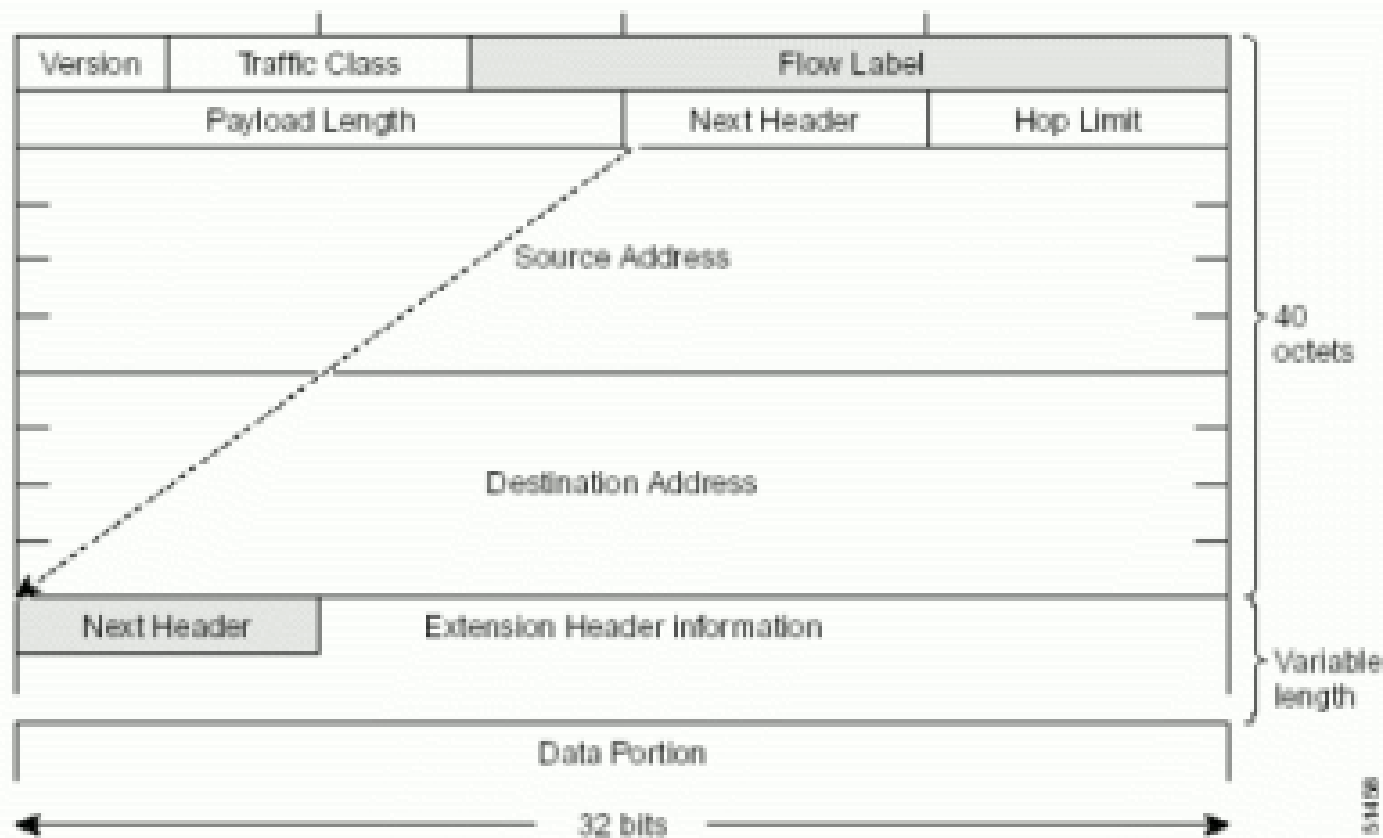 Version Traffic Class Flow Label
Payload Length Next Header Hop Limit
Source Address
40
octets
Destination Address
Next Header Extension Header information
Variable
length
Data Portion
32 bits